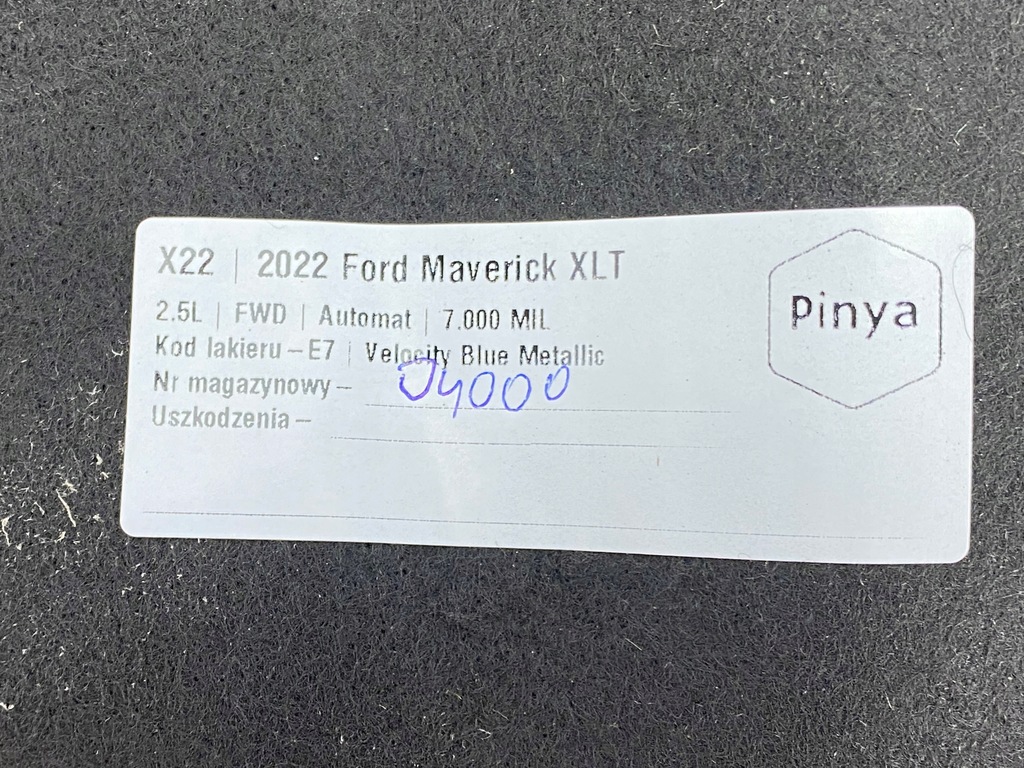 X22 | 2022 Ford Maverick XLT
2.5L | FWD | Automat | 7.000 MIL
Kod lakieru – E7 | Velocity Blue Metallic
Nr magazynowy – 04000
Uszkodzenia –
Pinya